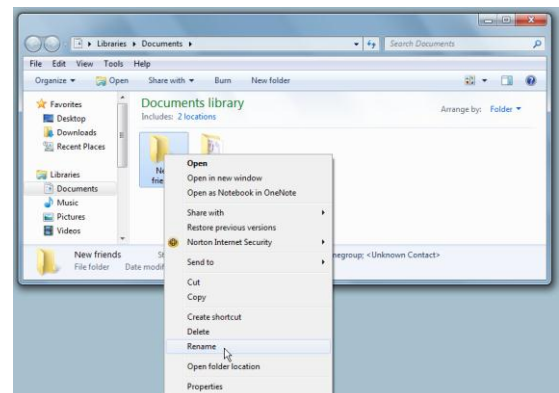 Libraries ▸ Documents ▸
Search Documents
File Edit View Tools Help
Organize ▾ Open Share with ▾ Burn New folder
Favorites
Desktop
Downloads
Recent Places
Libraries
Documents
Music
Pictures
Videos
Documents library
Includes: 2 locations
Arrange by: Folder ▾
Open
Open in new window
Open as Notebook in OneNote
Share with
Restore previous versions
Norton Internet Security
Send to
Cut
Copy
Create shortcut
Delete
Rename
Open folder location
Properties
New friends
File folder
<Unknown Contact>